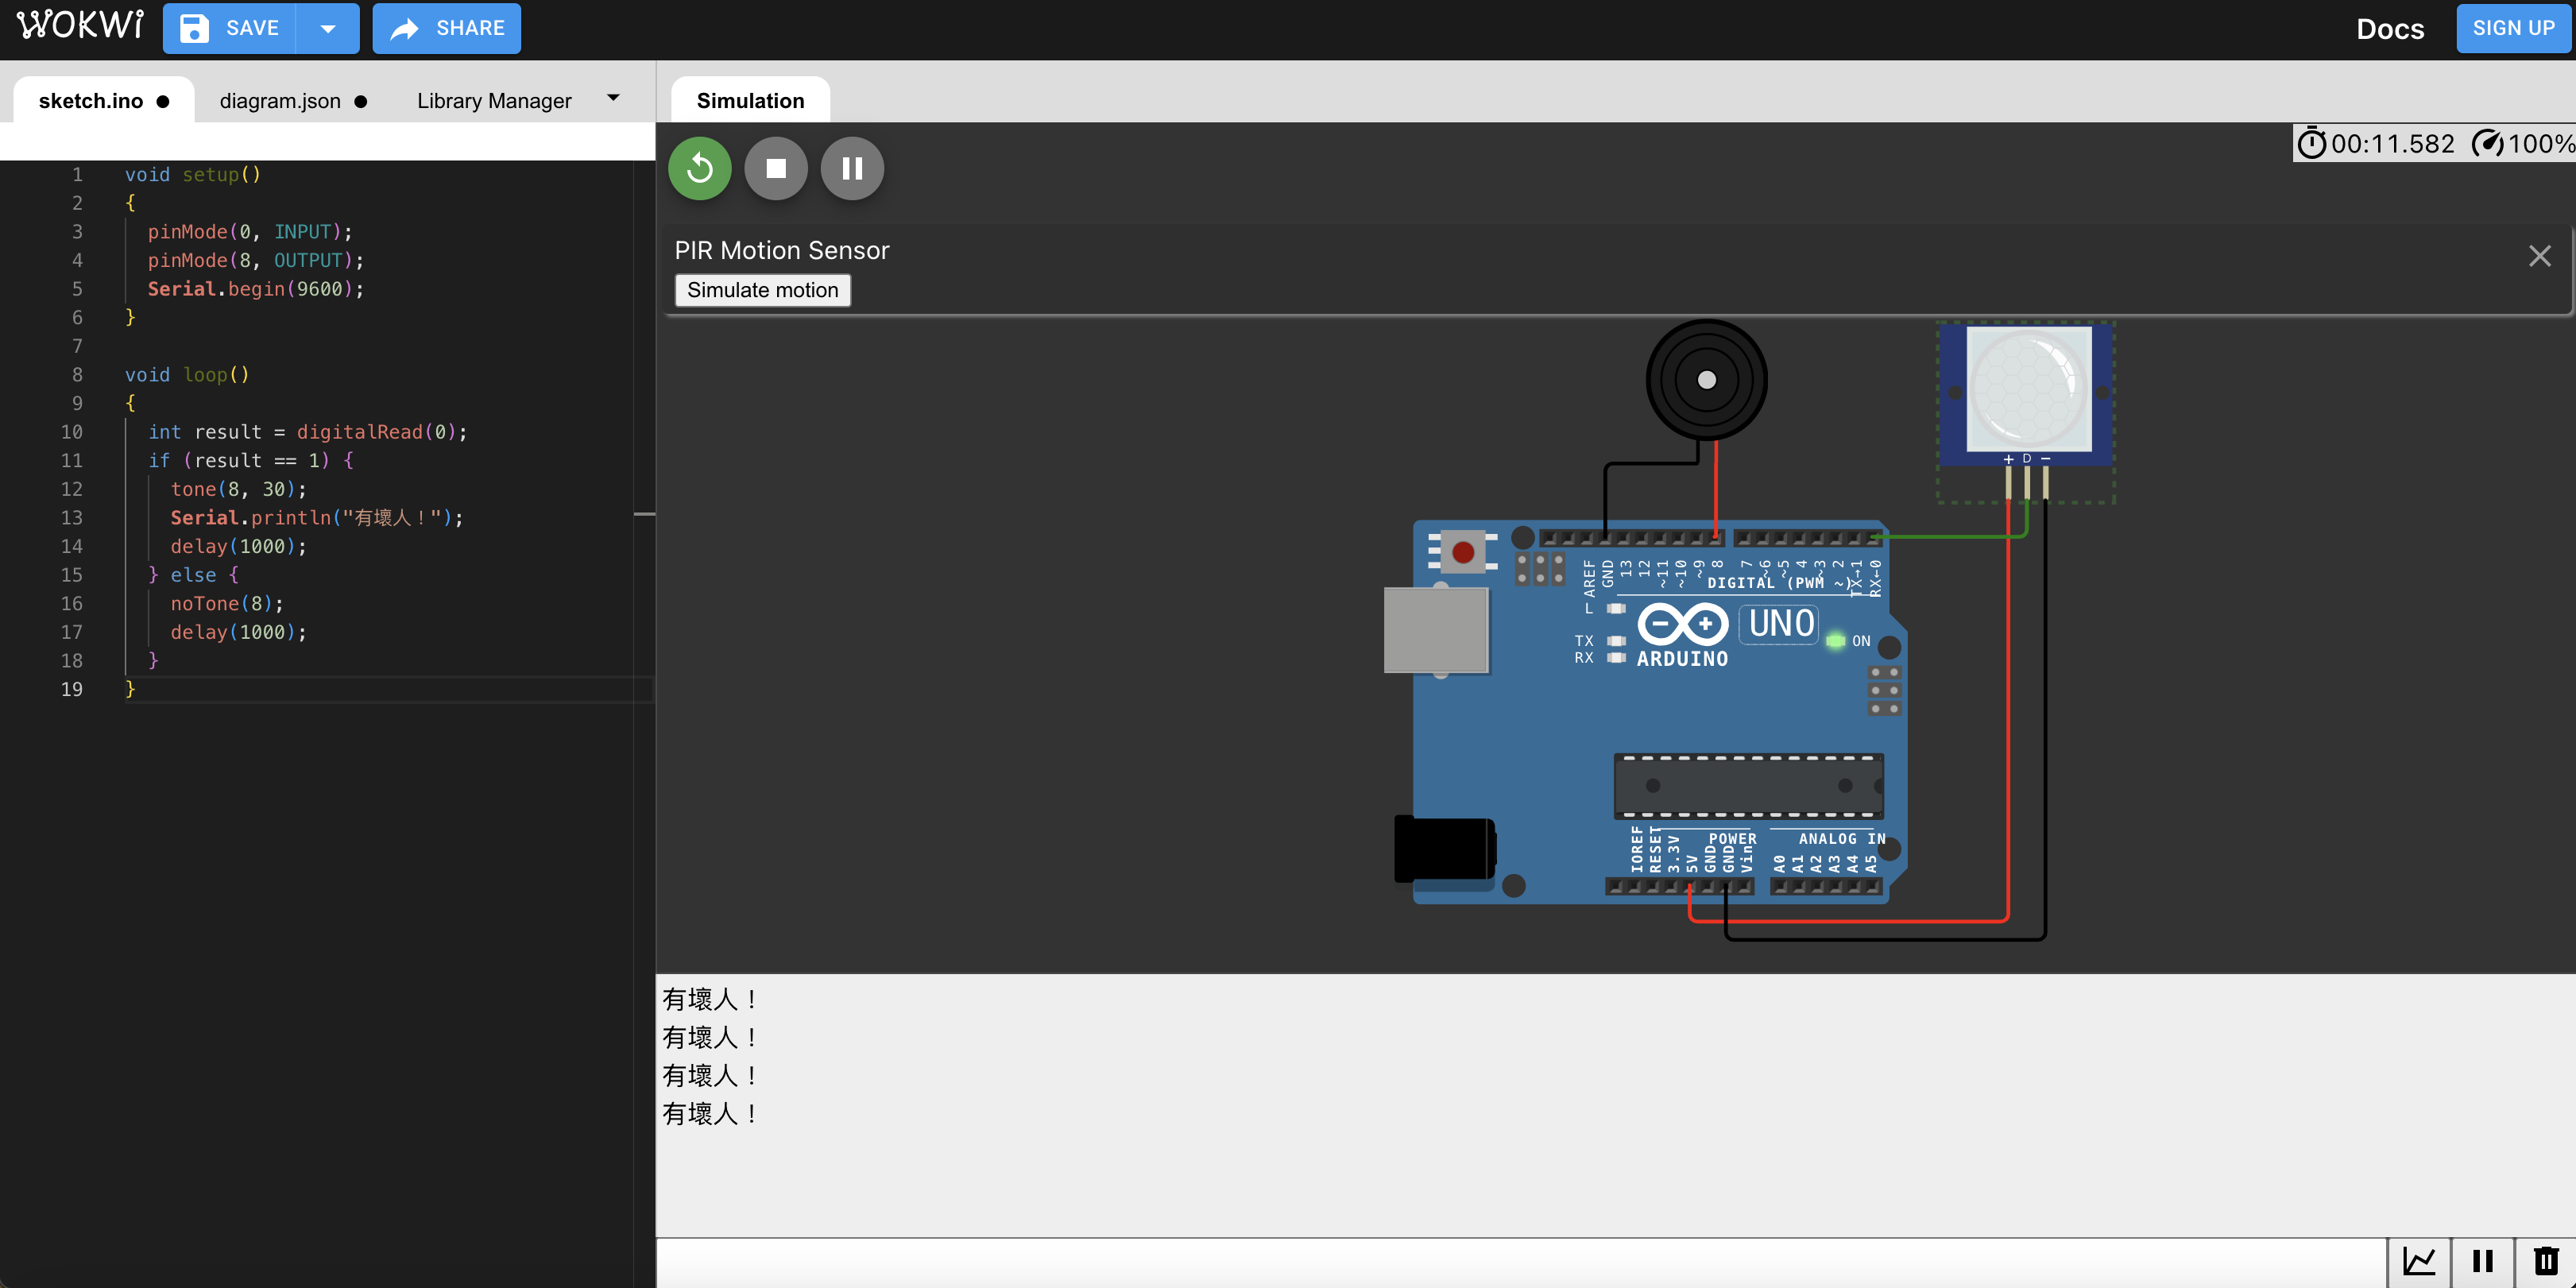 WOKWi SAVE SHARE Docs SIGN UP
sketch.ino ● diagram.json ● Library Manager
Simulation
00:11.582 100%
1 void setup()
2 {
3 pinMode(0, INPUT);
4 pinMode(8, OUTPUT);
5 Serial.begin(9600);
6 }
7
8 void loop()
9 {
10 int result = digitalRead(0);
11 if (result == 1) {
12 tone(8, 30);
13 Serial.println("有壞人！");
14 delay(1000);
15 } else {
16 noTone(8);
17 delay(1000);
18 }
19 }
PIR Motion Sensor
Simulate motion
+ D −
AREF GND 13 12 ~11 ~10 ~9 8 7 ~6 ~5 4 ~3 2 TX→1 RX←0
DIGITAL (PWM ~)
L
TX
RX
UNO
ON
ARDUINO
IOREF RESET 3.3V 5V GND GND Vin A0 A1 A2 A3 A4 A5
POWER ANALOG IN
有壞人！
有壞人！
有壞人！
有壞人！